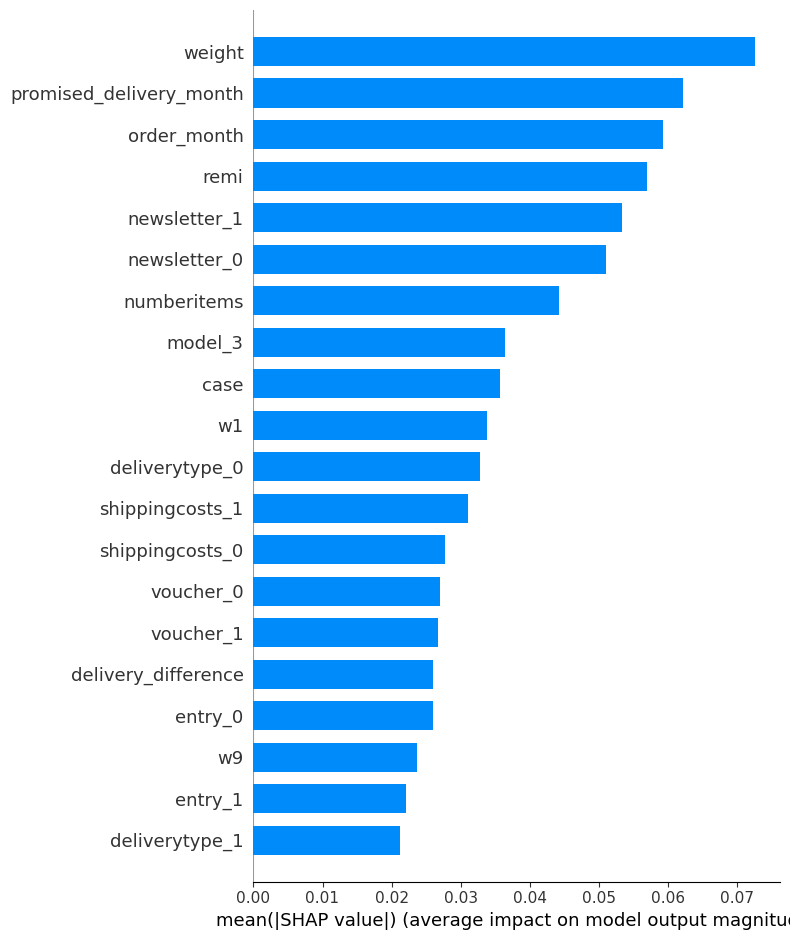 weight
promised_delivery_month
order_month
remi
newsletter_1
newsletter_0
numberitems
model_3
case
w1
deliverytype_0
shippingcosts_1
shippingcosts_0
voucher_0
voucher_1
delivery_difference
entry_0
w9
entry_1
deliverytype_1
0.00 0.01 0.02 0.03 0.04 0.05 0.06 0.07
mean(|SHAP value|) (average impact on model output magnitu